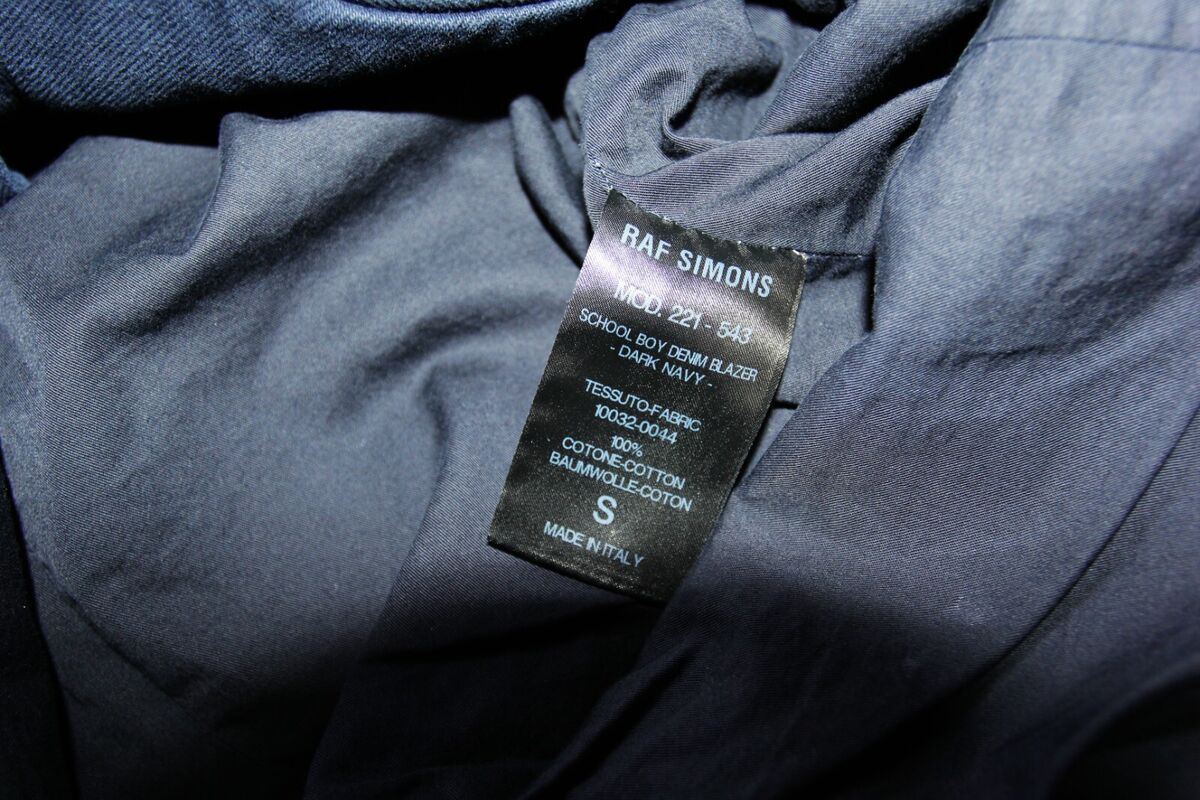 RAF SIMONS
MOD. 221 - 543
SCHOOL BOY DENIM BLAZER
- DARK NAVY -
TESSUTO-FABRIC
10032-0044
100%
COTONE-COTTON
BAUMWOLLE-COTON
S
MADE IN ITALY